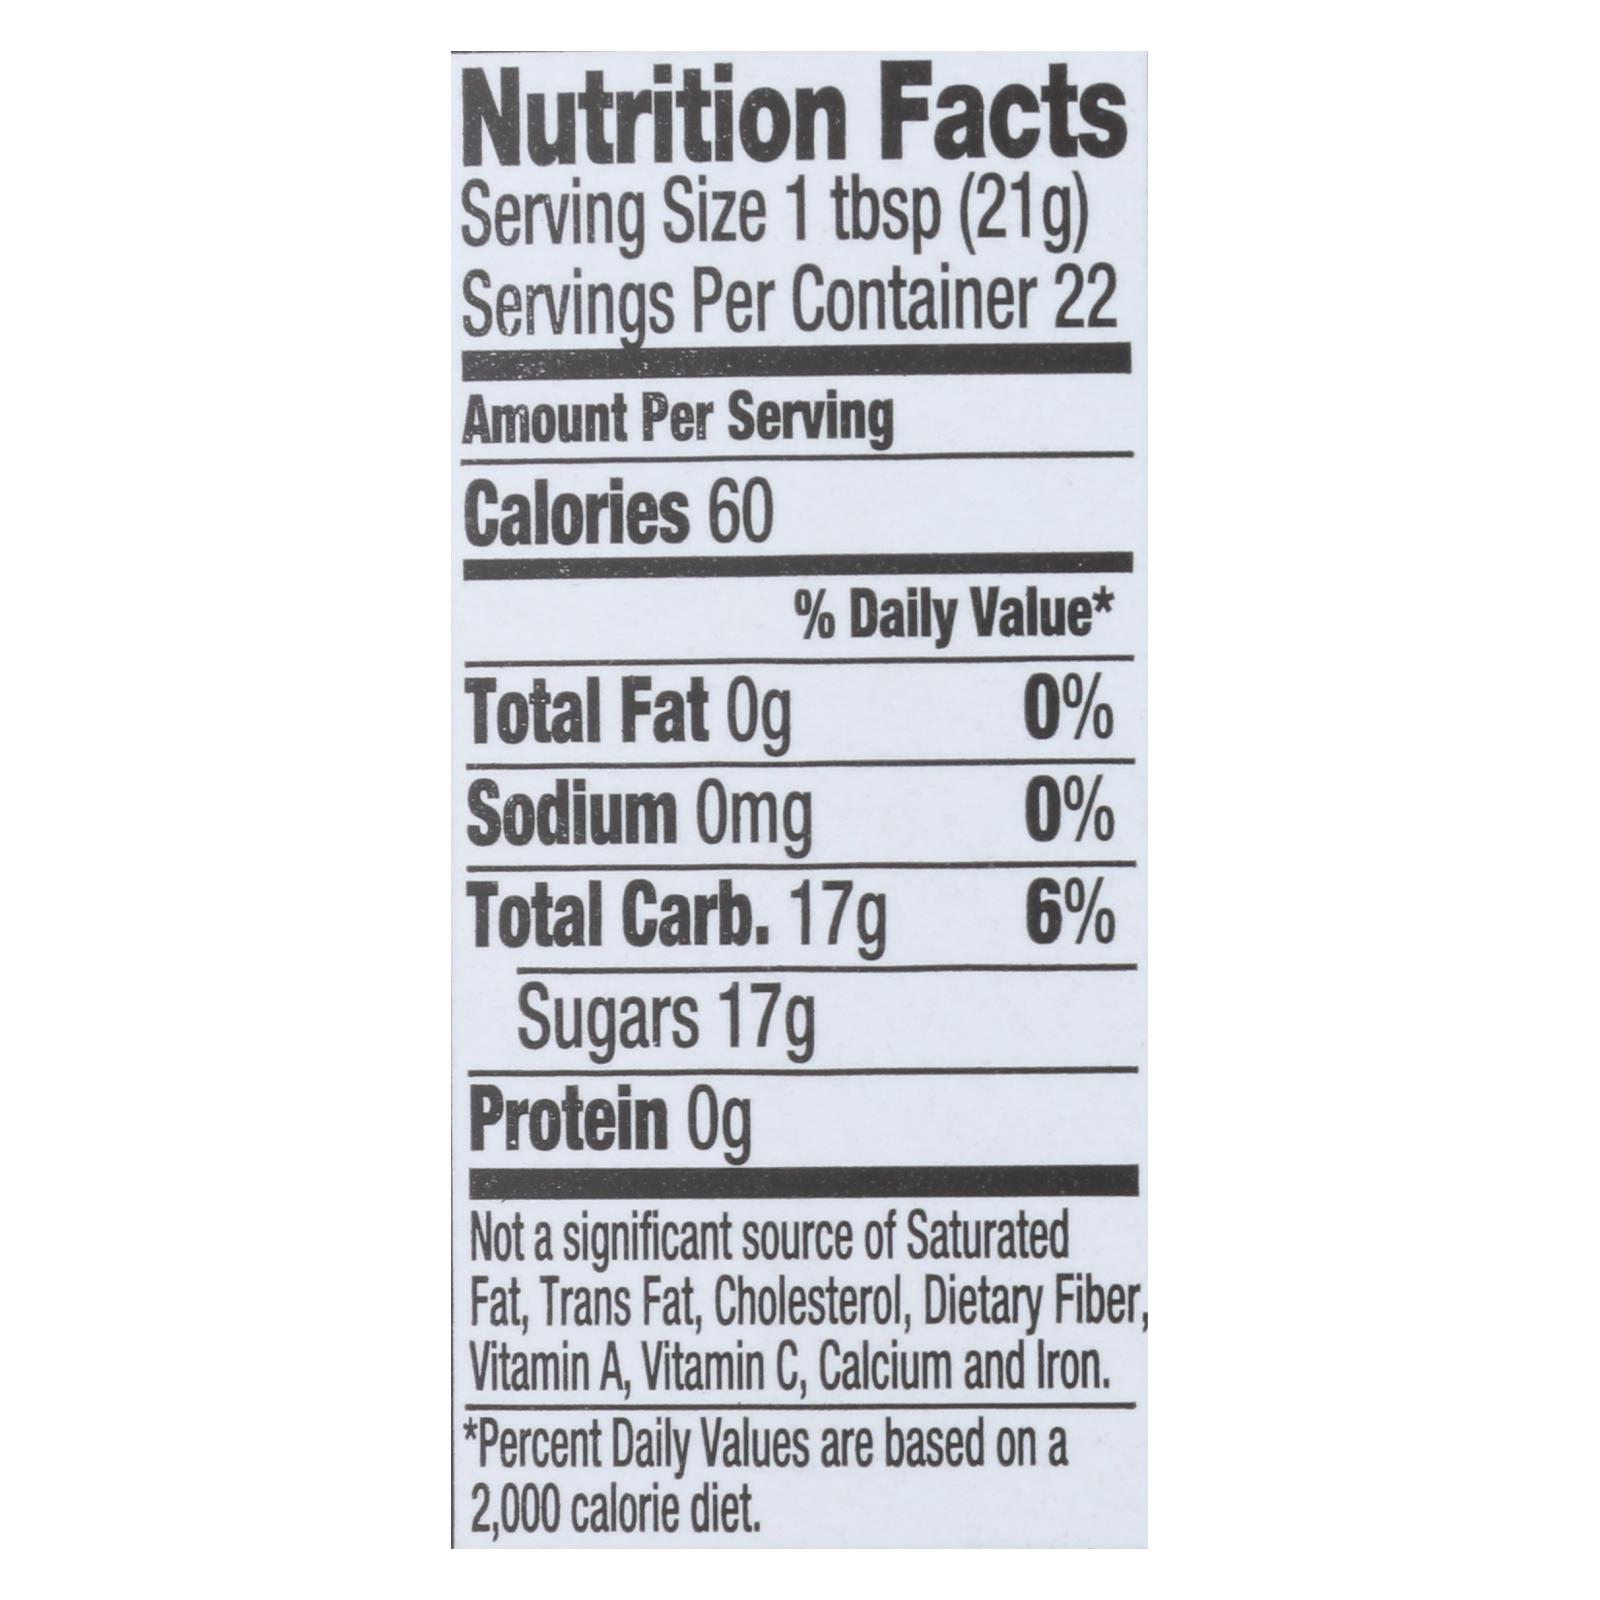 Nutrition Facts
Serving Size 1 tbsp (21g)
Servings Per Container 22
Amount Per Serving
Calories 60
% Daily Value*
Total Fat 0g 0%
Sodium 0mg 0%
Total Carb. 17g 6%
Sugars 17g
Protein 0g
Not a significant source of Saturated
Fat, Trans Fat, Cholesterol, Dietary Fiber,
Vitamin A, Vitamin C, Calcium and Iron.
*Percent Daily Values are based on a
2,000 calorie diet.